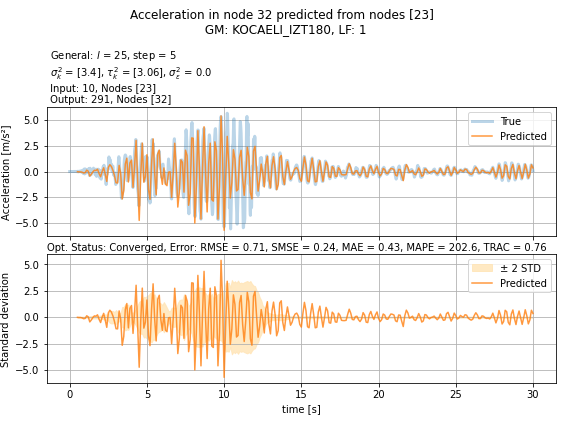 Acceleration in node 32 predicted from nodes [23]
GM: KOCAELI_IZT180, LF: 1
General: l = 25, step = 5
σ²ₖ = [3.4], τ²ₖ = [3.06], σ²ε = 0.0
Input: 10, Nodes [23]
Output: 291, Nodes [32]
Acceleration [m/s²]
5.0
2.5
0.0
−2.5
−5.0
True
Predicted
Opt. Status: Converged, Error: RMSE = 0.71, SMSE = 0.24, MAE = 0.43, MAPE = 202.6, TRAC = 0.76
Standard deviation
5.0
2.5
0.0
−2.5
−5.0
± 2 STD
Predicted
0 5 10 15 20 25 30
time [s]